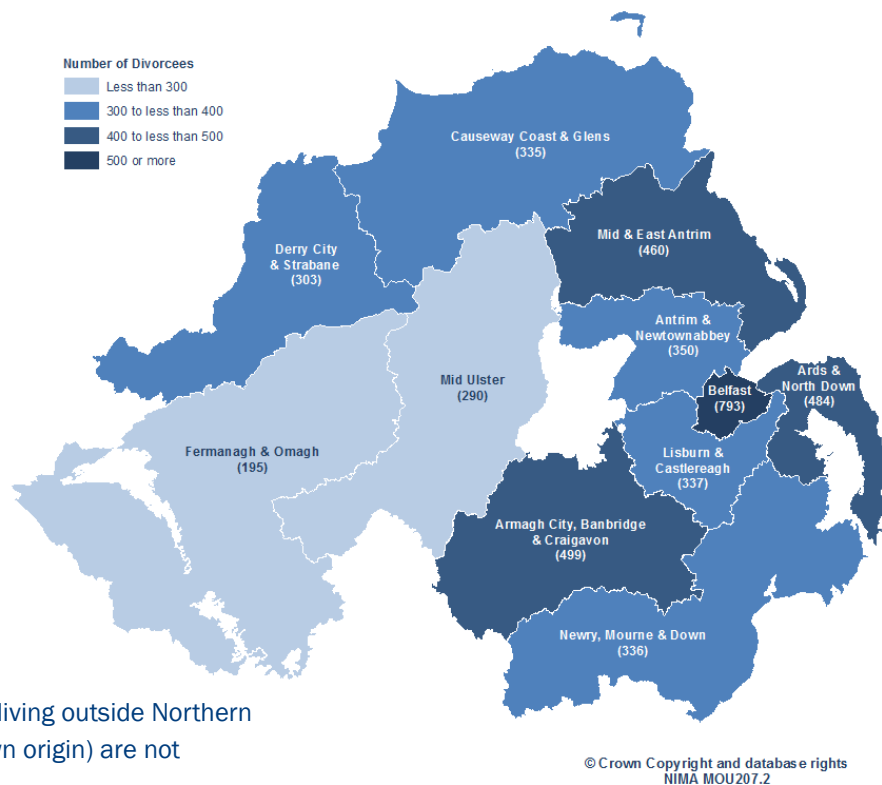 Number of Divorcees
Less than 300
300 to less than 400
400 to less than 500
500 or more
Causeway Coast & Glens
(335)
Mid & East Antrim
(460)
Derry City
& Strabane
(303)
Antrim &
Newtownabbey
(350)
Ards &
North Down
(484)
Belfast
(793)
Mid Ulster
(290)
Fermanagh & Omagh
(195)
Lisburn &
Castlereagh
(337)
Armagh City, Banbridge
& Craigavon
(499)
Newry, Mourne & Down
(336)
living outside Northern
n origin) are not
© Crown Copyright and database rights
NIMA MOU207.2